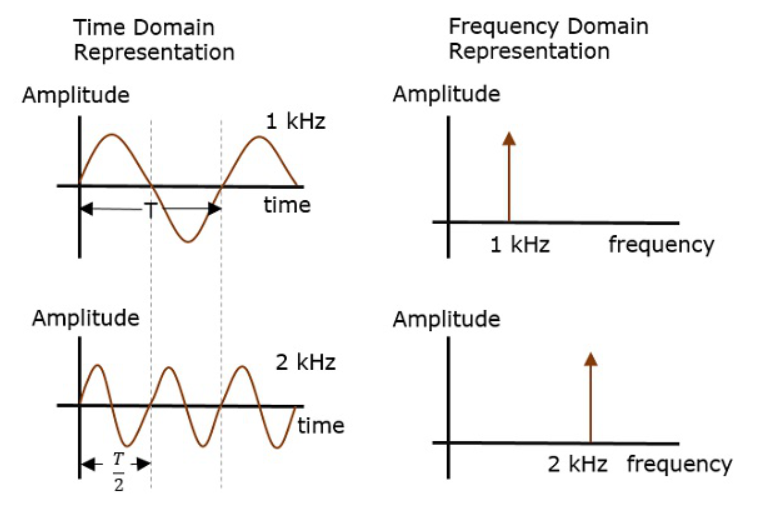 Time Domain
Representation
Frequency Domain
Representation
Amplitude
1 kHz
T
time
Amplitude
1 kHz
frequency
Amplitude
2 kHz
time
T
2
Amplitude
2 kHz
frequency